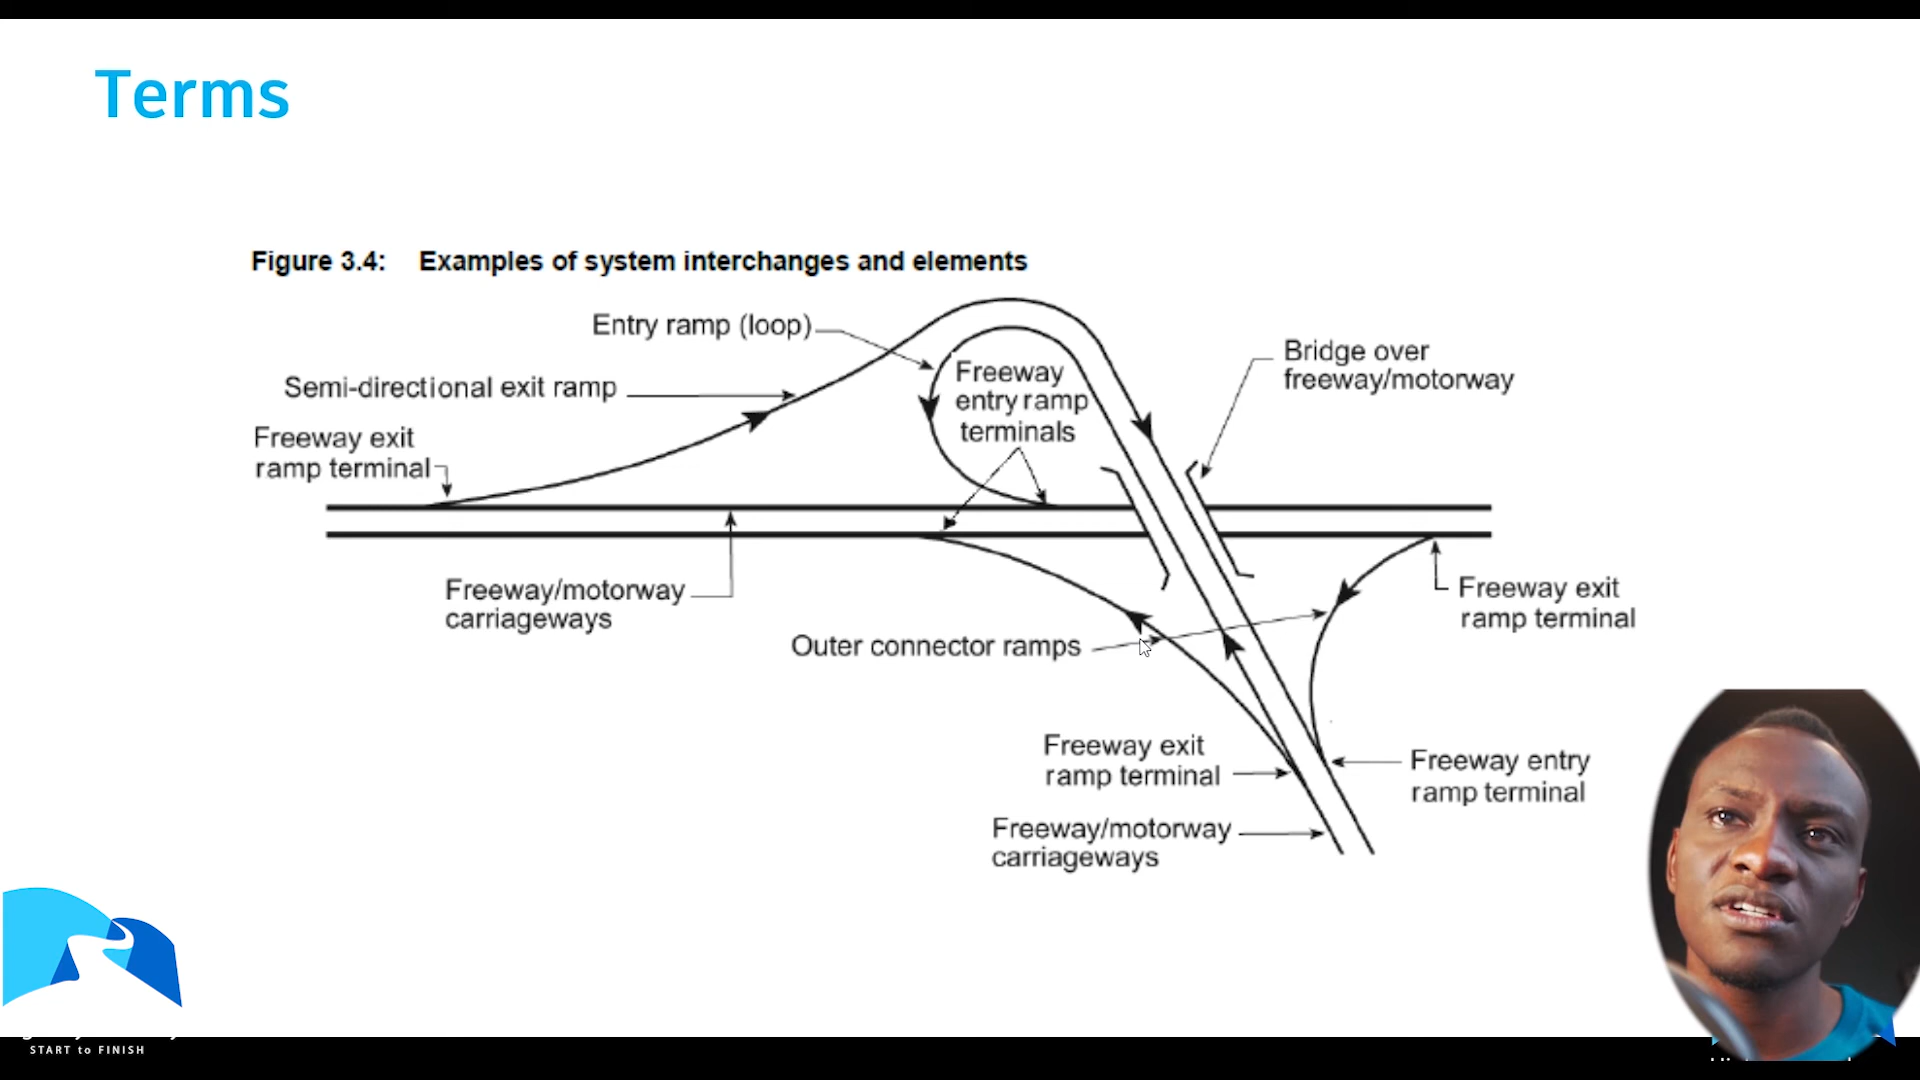 Terms
Figure 3.4: Examples of system interchanges and elements
Entry ramp (loop)
Bridge over
freeway/motorway
Freeway
entry ramp
terminals
Semi-directional exit ramp
Freeway exit
ramp terminal
Freeway/motorway
carriageways
Freeway exit
ramp terminal
Outer connector ramps
Freeway exit
ramp terminal
Freeway entry
ramp terminal
Freeway/motorway
carriageways
START to FINISH